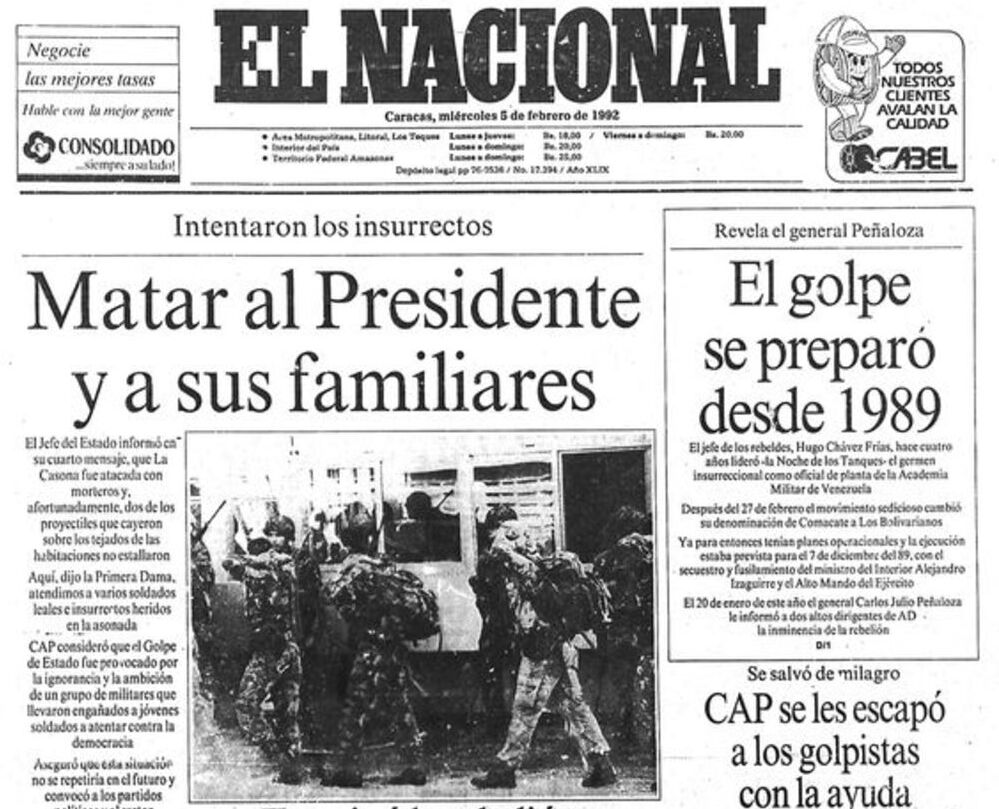 Negocie
las mejores tasas
Hable con la mejor gente
CONSOLIDADO
...siempre a su lado!
EL NACIONAL
Caracas, miércoles 5 de febrero de 1992
• Area Metropolitana, Litoral, Los Teques Lunes a jueves: Bs. 18,00 / Viernes a domingo: Bs. 20,00
• Interior del País Lunes a domingo: Bs. 20,00
• Territorio Federal Amazonas Lunes a domingo: Bs. 25,00
Depósito legal pp 76-0536 / No. 17.394 / Año XLIX
TODOS
NUESTROS
CLIENTES
AVALAN LA
CALIDAD
CABEL
Intentaron los insurrectos
Matar al Presidente
y a sus familiares
El Jefe del Estado informó en
su cuarto mensaje, que La
Casona fue atacada con
morteros y,
afortunadamente, dos de los
proyectiles que cayeron
sobre los tejados de las
habitaciones no estallaron
Aquí, dijo la Primera Dama,
atendimos a varios soldados
leales e insurrectos heridos
en la asonada
CAP consideró que el Golpe
de Estado fue provocado por
la ignorancia y la ambición
de un grupo de militares que
llevaron engañados a jóvenes
soldados a atentar contra la
democracia
Aseguró que esta situación
no se repetiría en el futuro y
convocó a los partidos
Revela el general Peñaloza
El golpe
se preparó
desde 1989
El jefe de los rebeldes, Hugo Chávez Frías, hace cuatro
años lideró -la Noche de los Tanques- el germen
insurreccional como oficial de planta de la Academia
Militar de Venezuela
Después del 27 de febrero el movimiento sedicioso cambió
su denominación de Comacate a Los Bolivarianos
Ya para entonces tenían planes operacionales y la ejecución
estaba prevista para el 7 de diciembre del 89, con el
secuestro y fusilamiento del ministro del Interior Alejandro
Izaguirre y el Alto Mando del Ejército
El 20 de enero de este año el general Carlos Julio Peñaloza
le informó a dos altos dirigentes de AD
la inminencia de la rebelión
D/1
Se salvó de milagro
CAP se les escapó
a los golpistas
con la ayuda